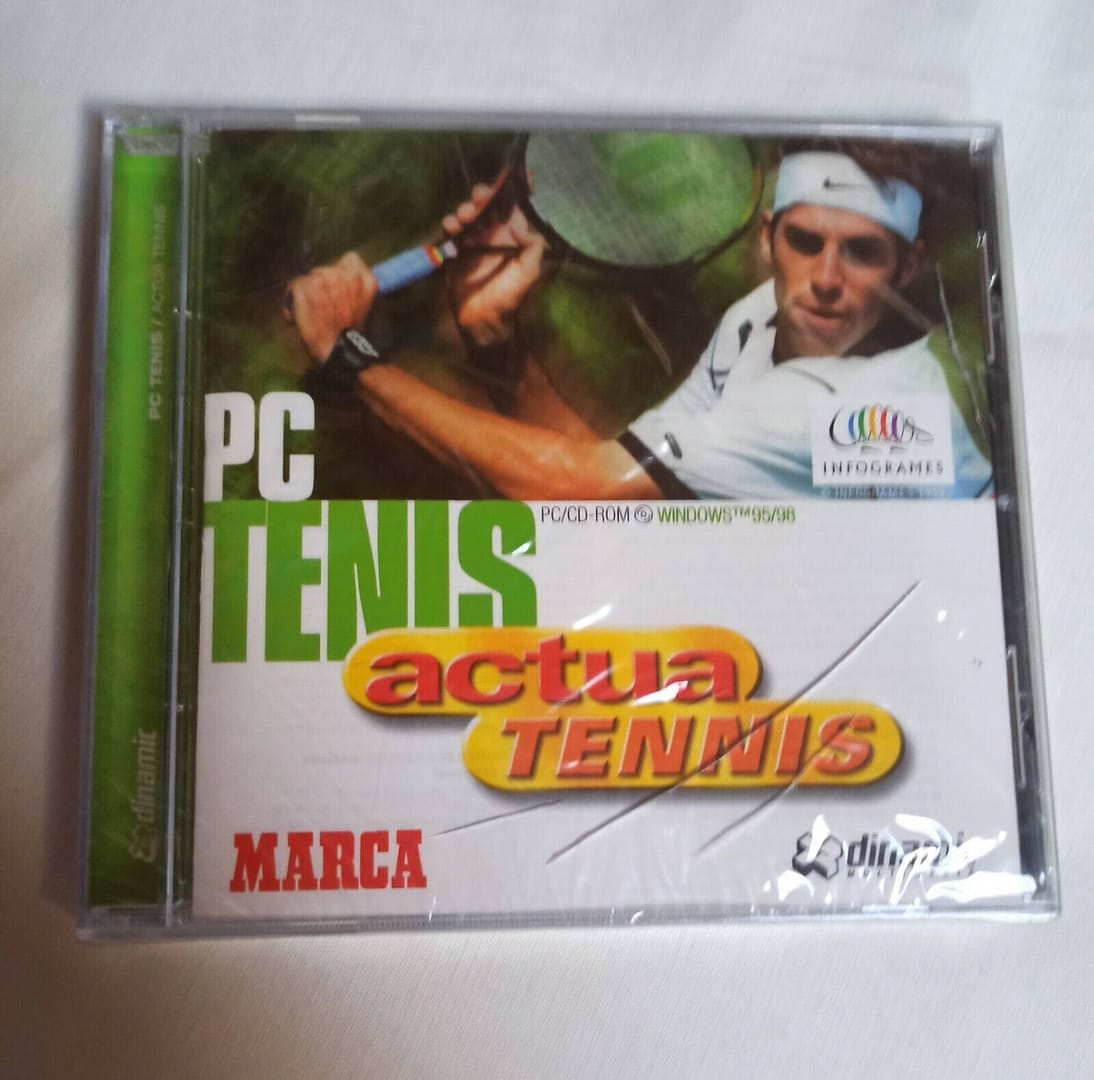 PC TENIS / ACTUA TENNIS
dinamic
INFOGRAMES
PC
TENIS
PC/CD-ROM WINDOWS™95/98
actua
TENNIS
MARCA